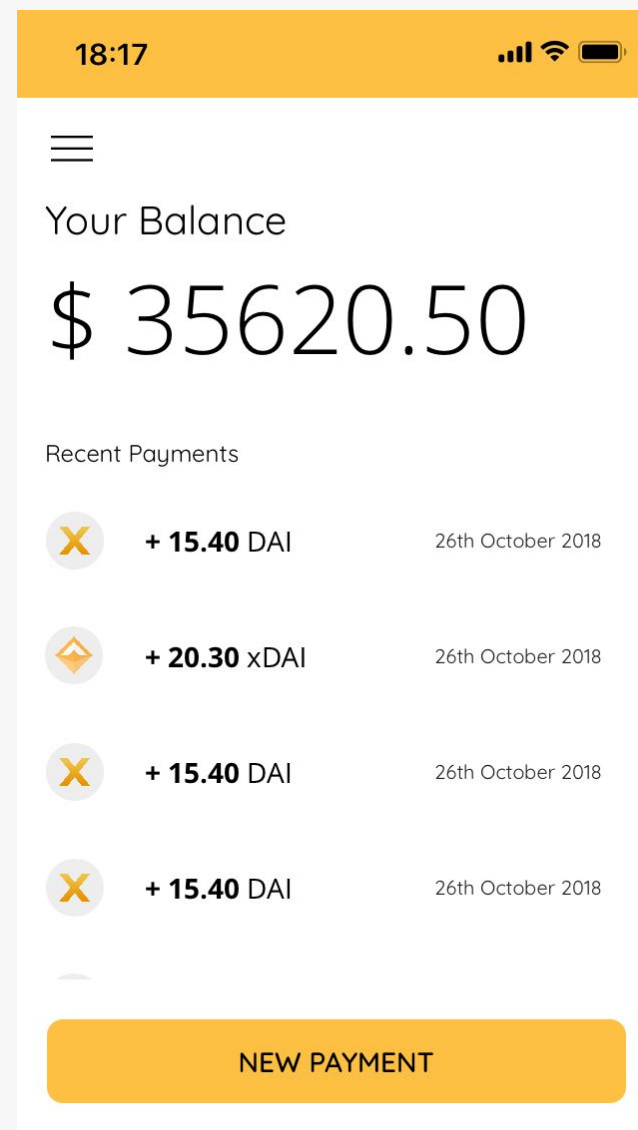 18:17
Your Balance
$ 35620.50
Recent Payments
+ 15.40 DAI 26th October 2018
+ 20.30 xDAI 26th October 2018
+ 15.40 DAI 26th October 2018
+ 15.40 DAI 26th October 2018
NEW PAYMENT